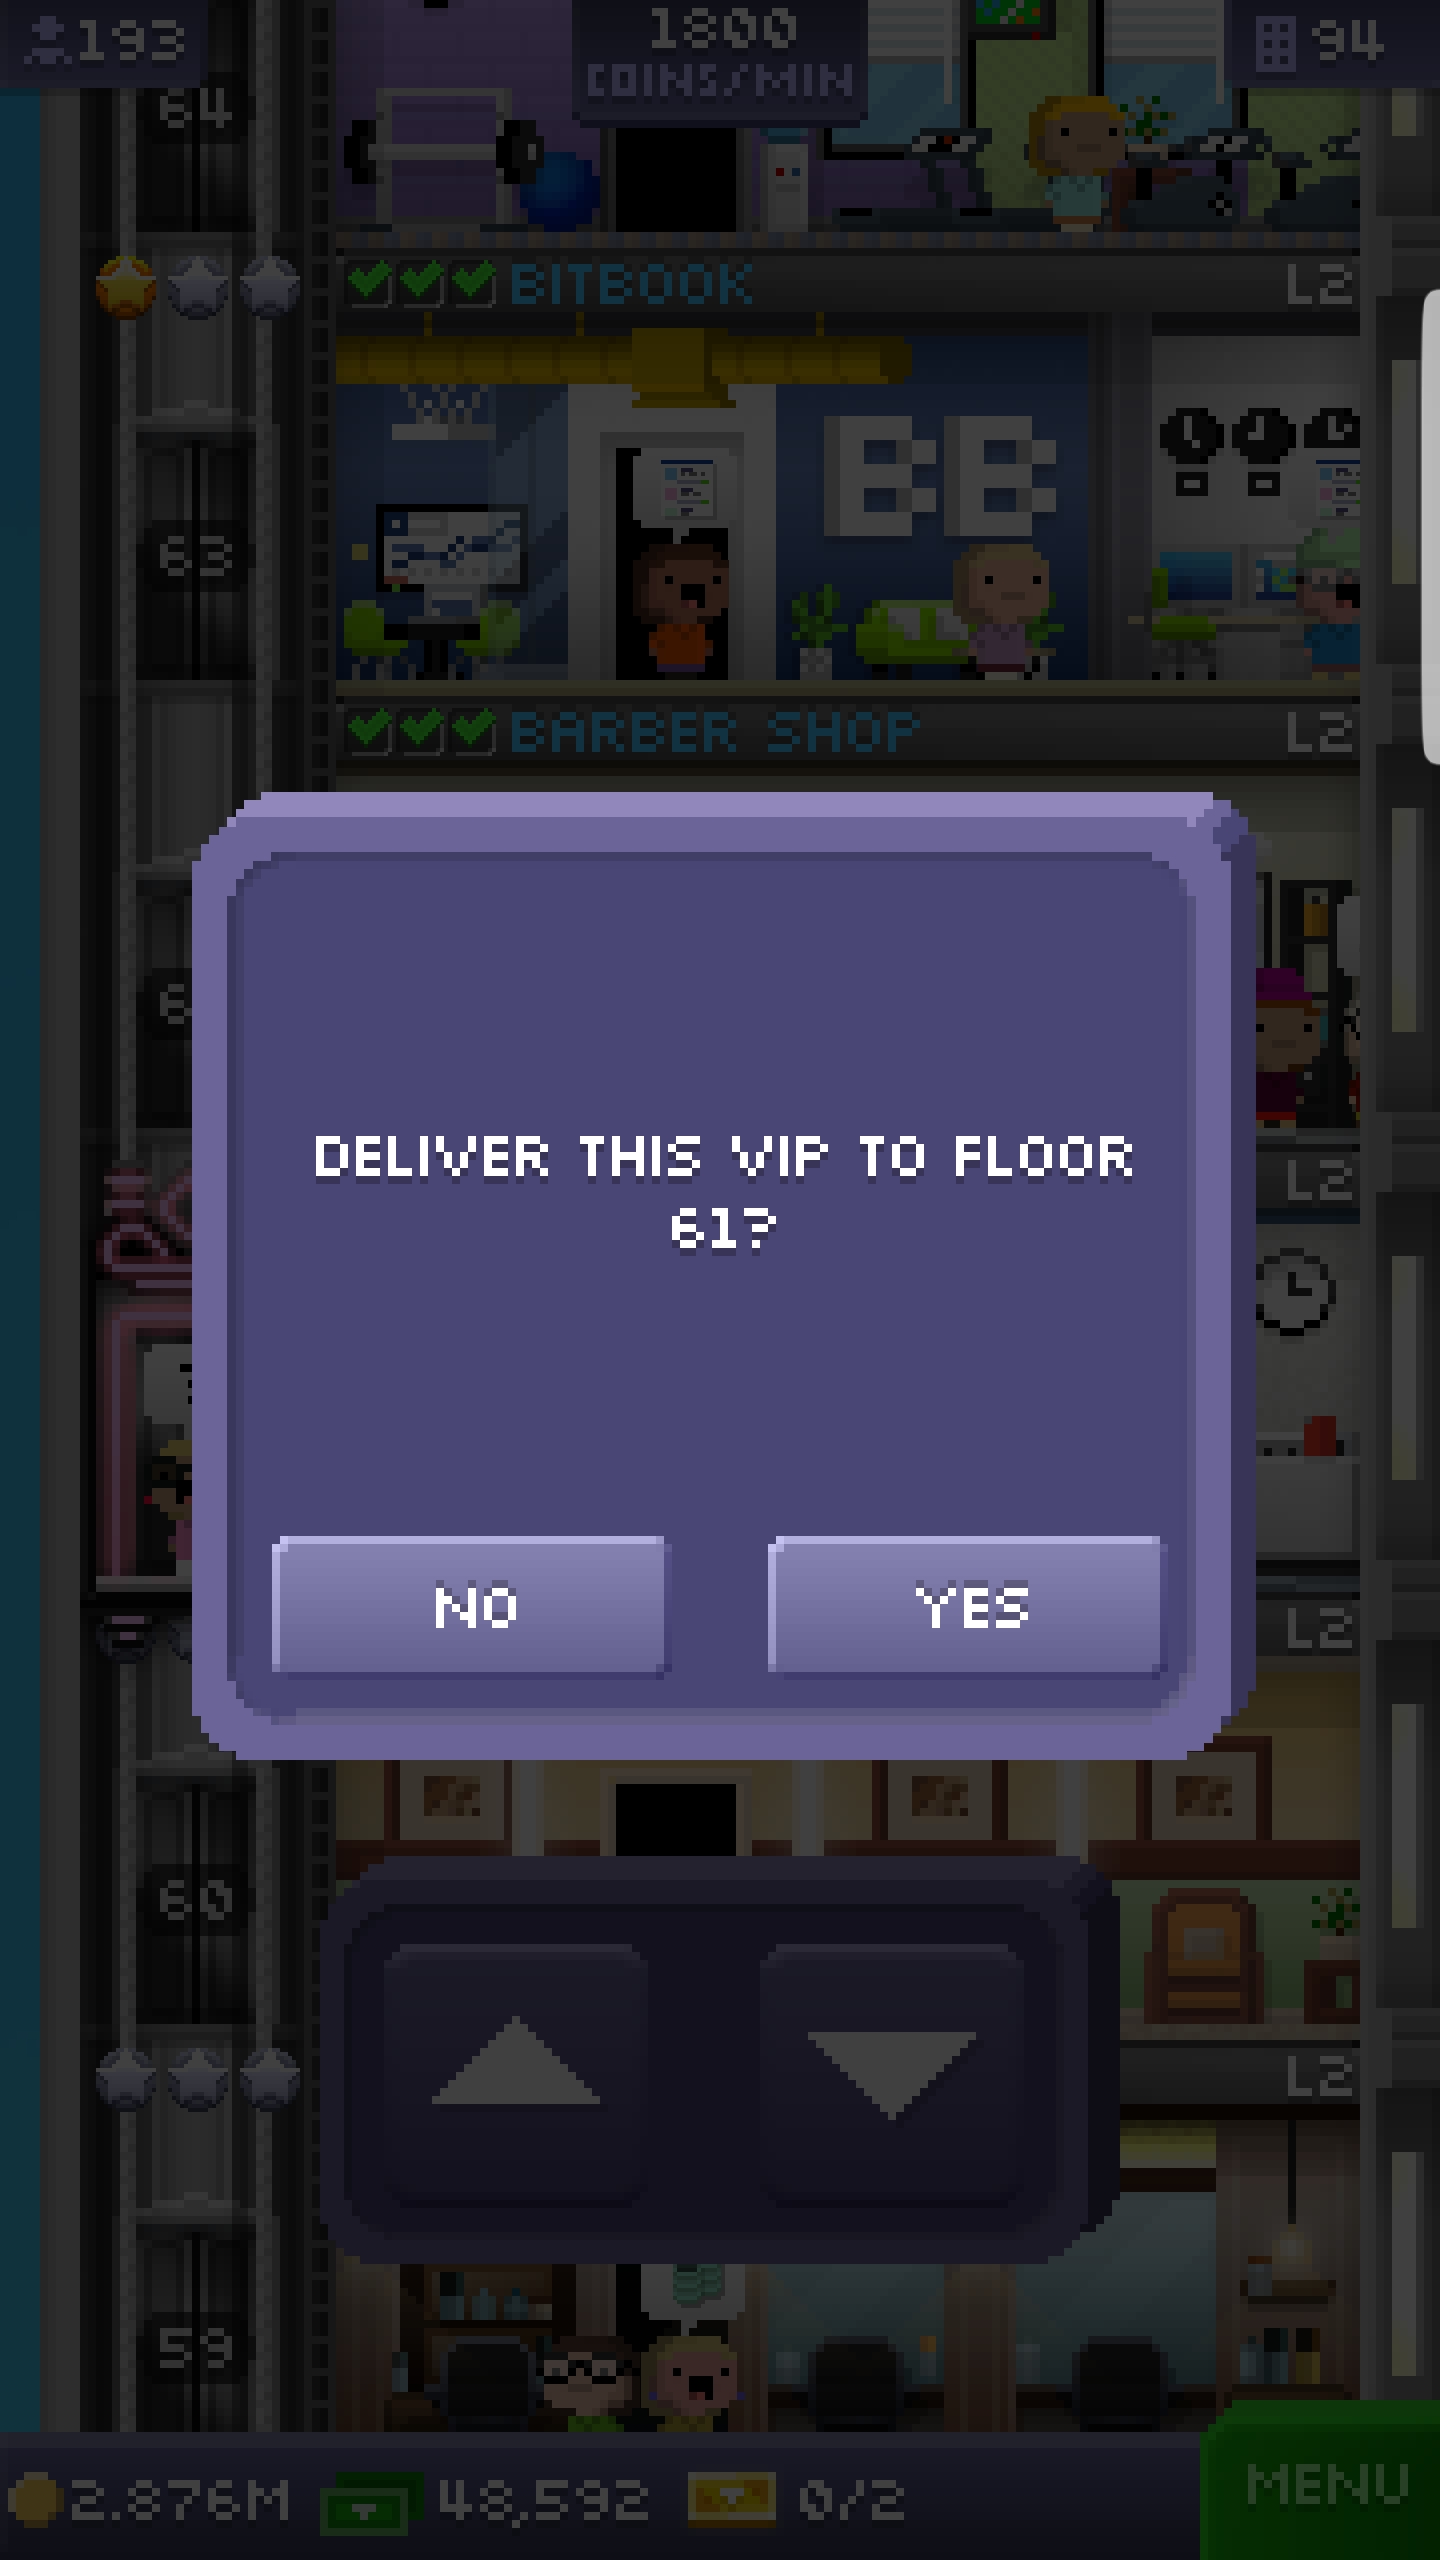 193
1800
COINS/MIN
94
64
BITBOOK L2
BB
63
BARBER SHOP L2
L2
DELIVER THIS VIP TO FLOOR
61?
NO YES
L2
60
L2
59
2.876M 48,592 0/2 MENU